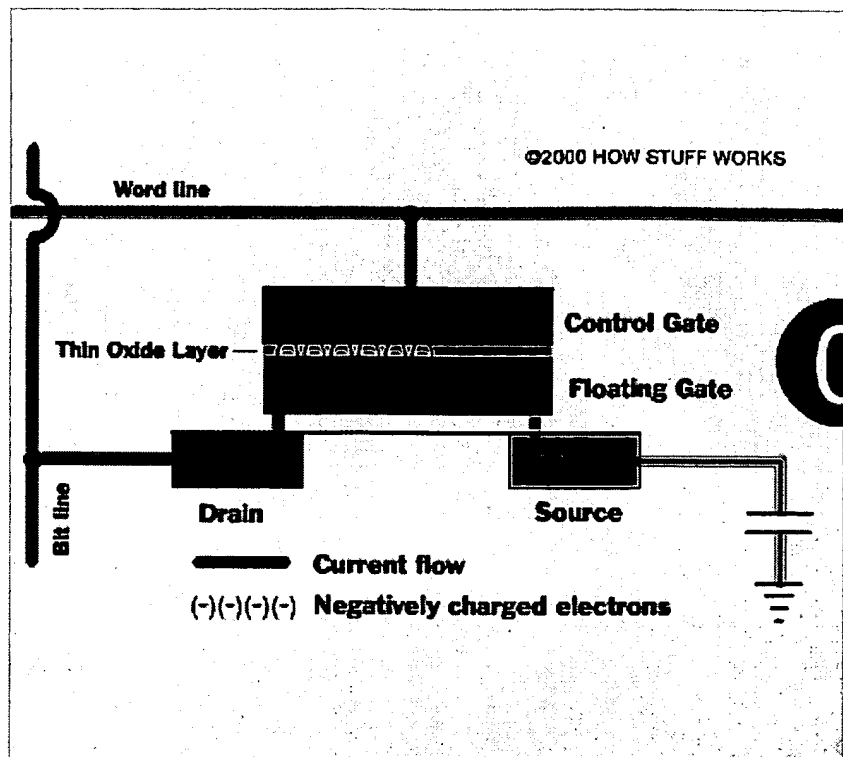 ©2000 HOW STUFF WORKS
Word line
Control Gate
Thin Oxide Layer
Floating Gate
Drain
Source
Bit line
Current flow
(-)(-)(-)(-) Negatively charged electrons
0